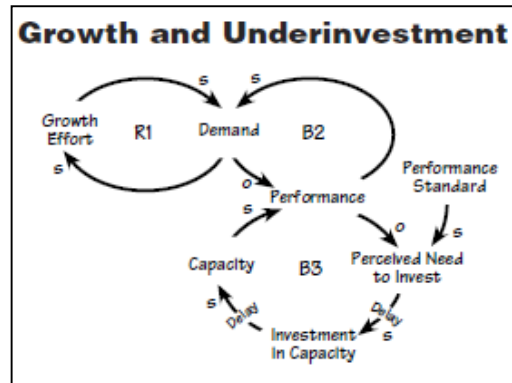 Growth and Underinvestment
s
s
s
Growth
Effort
R1
Demand
B2
s
o
Performance
Performance
Standard
s
o
s
Capacity
B3
Perceived Need
to Invest
s
Delay
Delay
s
Investment
in Capacity